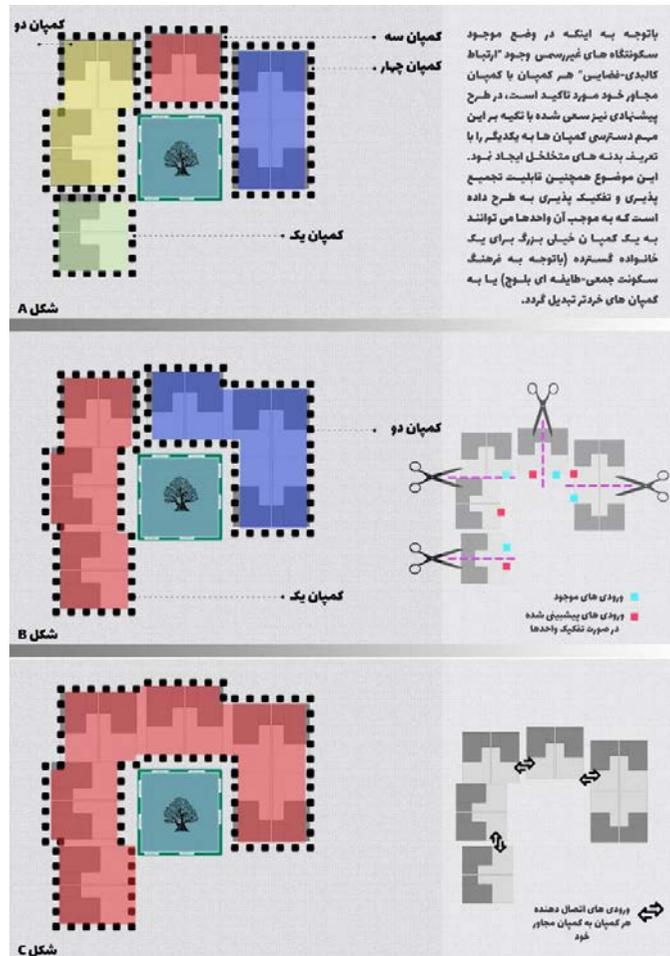 باتوجه به اینکه در وضع موجود
سکونتگاه های غیررسمی وجود "ارتباط
کالبدی-فضایی" هر کمپان با کمپان
مجاور خود مورد تاکید است، در طرح
پیشنهادی نیز سعی شده با تکیه بر این
مهم دسترسی کمپان ها به یکدیگر را با
تعریف بدنه های متخلخل ایجاد نمود.
این موضوع همچنین قابلیت تجمیع
پذیری و تفکیک پذیری به طرح داده
است که به موجب آن واحدها می توانند
به یک کمپا ن خیلی بزرگ برای یک
خانواده گسترده (باتوجه به فرهنگ
سکونت جمعی-طایفه ای بلوچ) یا به
کمپان های خردتر تبدیل گردد.
کمپان دو
کمپان سه
کمپان چهار
کمپان یک
شکل A
کمپان دو
کمپان یک
شکل B
ورودی های موجود
ورودی های پیشبینی شده
در صورت تفکیک واحدها
ورودی های اتصال دهنده
هر کمپان به کمپان مجاور
خود
شکل C